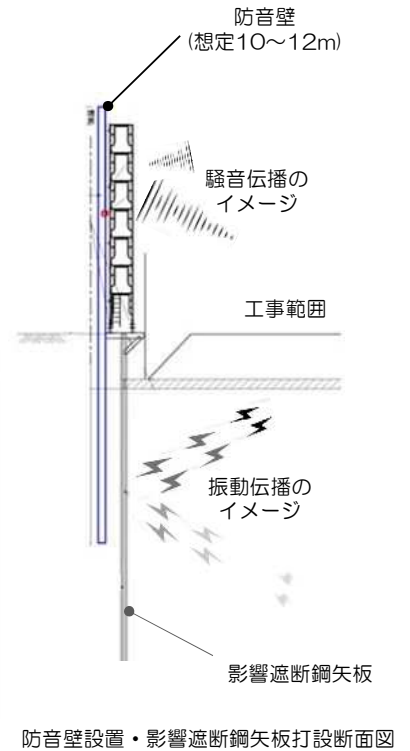 防音壁
(想定10～12m)
騒音伝播の
イメージ
工事範囲
振動伝播の
イメージ
影響遮断鋼矢板
防音壁設置・影響遮断鋼矢板打設断面図